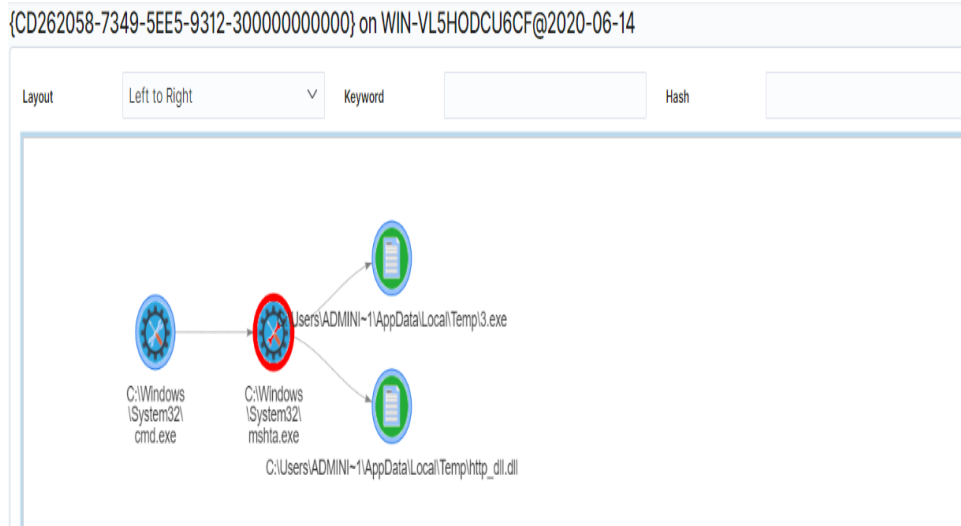 {CD262058-7349-5EE5-9312-300000000000} on WIN-VL5HODCU6CF@2020-06-14
Layout
Left to Right
Keyword
Hash
\Users\ADMINI~1\AppData\Local\Temp\3.exe
C:\Windows
\System32\
cmd.exe
C:\Windows
\System32\
mshta.exe
C:\Users\ADMINI~1\AppData\Local\Temp\http_dll.dll